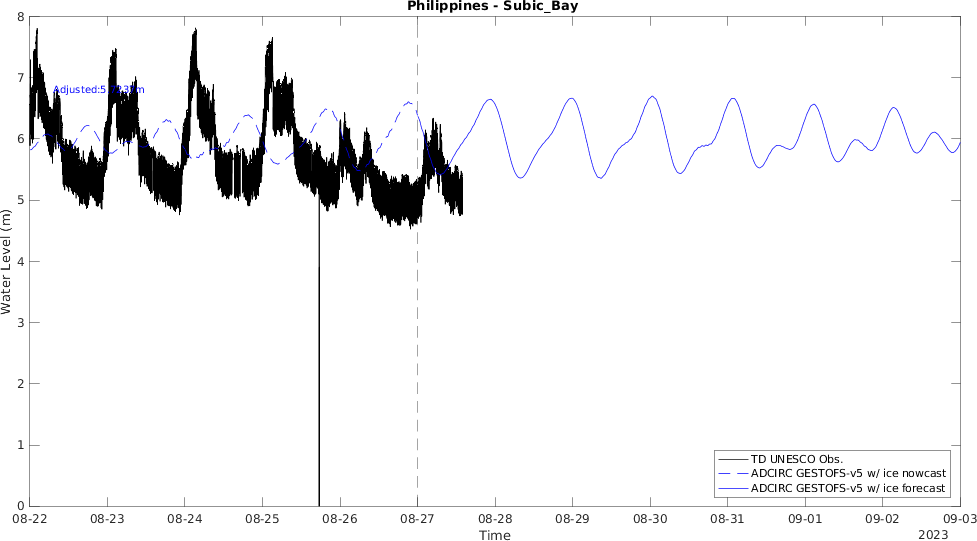 Philippines - Subic_Bay
8
7
6
5
4
3
2
1
0
Water Level (m)
08-22 08-23 08-24 08-25 08-26 08-27 08-28 08-29 08-30 08-31 09-01 09-02 09-03
Time
2023
TD UNESCO Obs.
ADCIRC GESTOFS-v5 w/ ice nowcast
ADCIRC GESTOFS-v5 w/ ice forecast